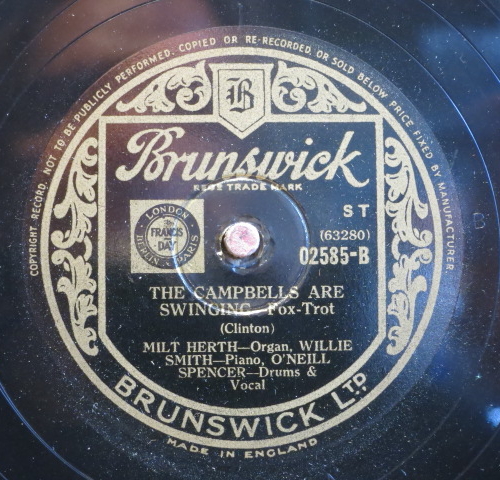 COPYRIGHT RECORD. NOT TO BE PUBLICLY PERFORMED. COPIED OR RE-RECORDED OR SOLD BELOW PRICE FIXED BY MANUFACTURER.
B
Brunswick
REGD TRADE MARK
LONDON
FRANCIS
DAY
BERLIN PARIS
S T
(63280)
02585-B
THE CAMPBELLS ARE
SWINGING—Fox-Trot
(Clinton)
MILT HERTH—Organ, WILLIE
SMITH—Piano, O'NEILL
SPENCER—Drums &
Vocal
BRUNSWICK LTD.
MADE IN ENGLAND